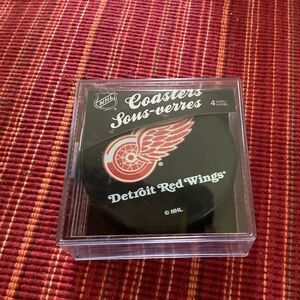 NHL
Coasters
Sous-verres
4
Detroit Red Wings
© NHL